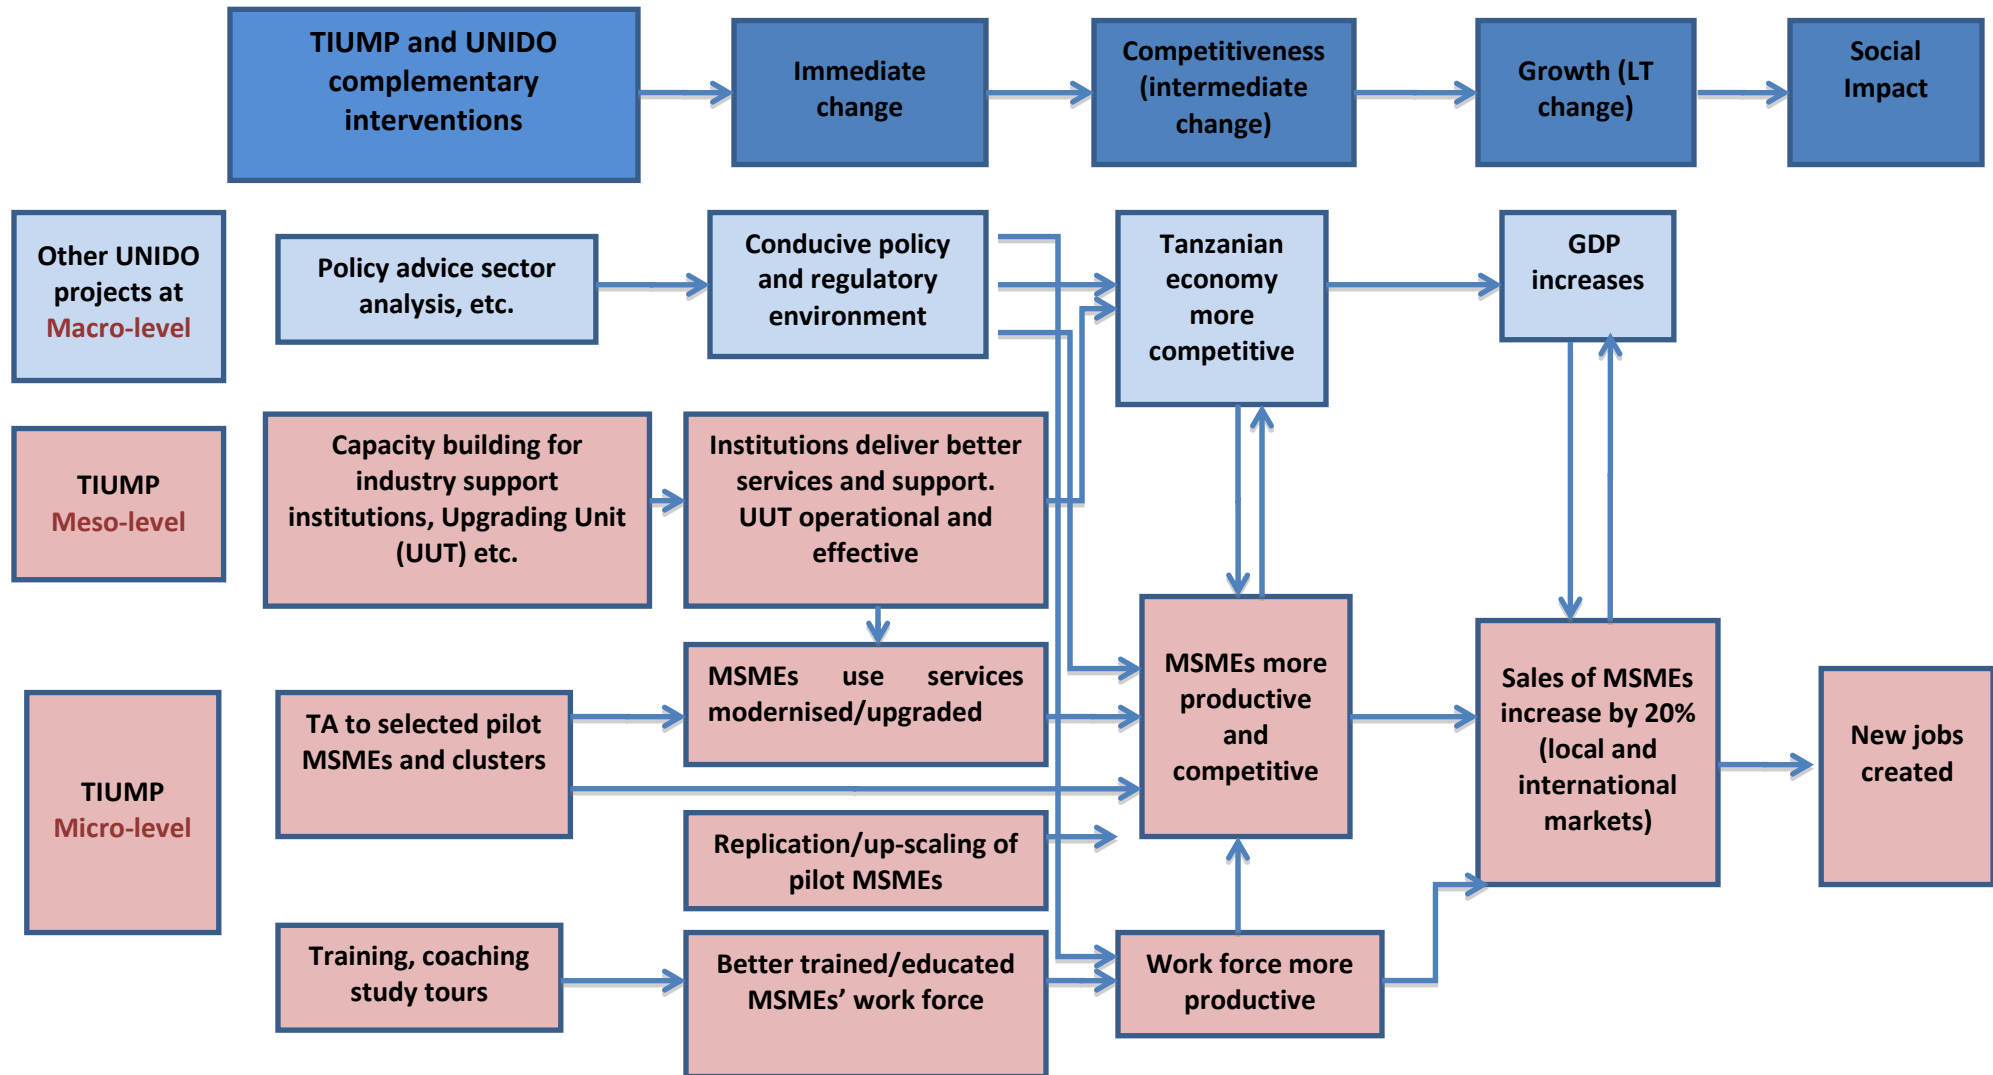 TIUMP and UNIDO
complementary
interventions
Immediate
change
Competitiveness
(intermediate
change)
Growth (LT
change)
Social
Impact
Other UNIDO
projects at
Macro-level
Policy advice sector
analysis, etc.
Conducive policy
and regulatory
environment
Tanzanian
economy
more
competitive
GDP
increases
TIUMP
Meso-level
Capacity building for
industry support
institutions, Upgrading Unit
(UUT) etc.
Institutions deliver better
services and support.
UUT operational and
effective
TIUMP
Micro-level
TA to selected pilot
MSMEs and clusters
MSMEs use services
modernised/upgraded
MSMEs more
productive
and
competitive
Sales of MSMEs
increase by 20%
(local and
international
markets)
New jobs
created
Replication/up-scaling of
pilot MSMEs
Training, coaching
study tours
Better trained/educated
MSMEs’ work force
Work force more
productive